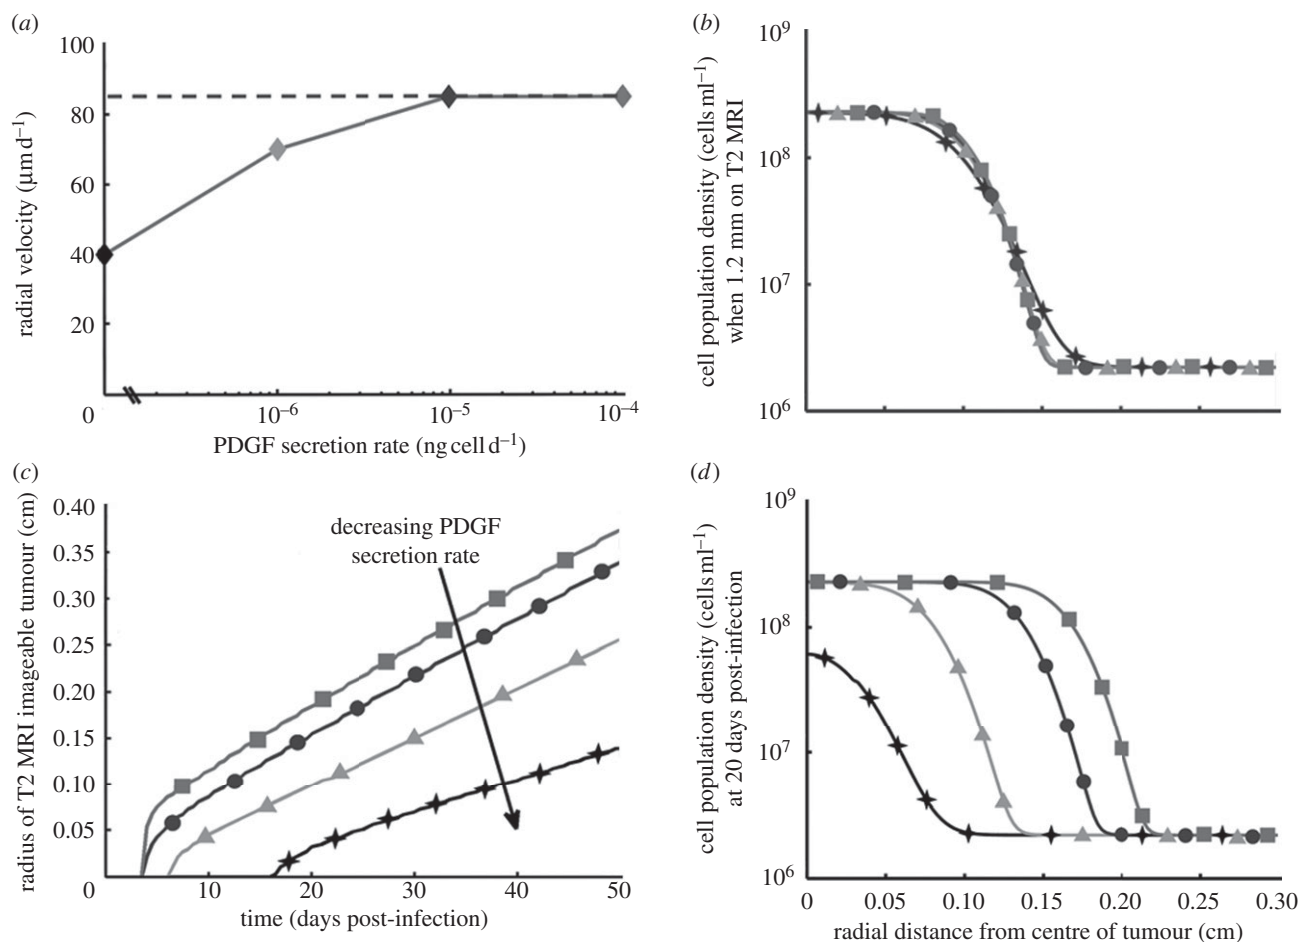 (a)
100
80
60
40
20
0
radial velocity (µm d⁻¹)
10⁻⁶
10⁻⁵
10⁻⁴
PDGF secretion rate (ng cell d⁻¹)
(b)
10⁹
10⁸
10⁷
10⁶
cell population density (cells ml⁻¹)
when 1.2 mm on T2 MRI
(c)
0.40
0.35
0.30
0.25
0.20
0.15
0.10
0.05
0
radius of T2 MRI imageable tumour (cm)
decreasing PDGF
secretion rate
10
20
30
40
50
time (days post-infection)
(d)
10⁹
10⁸
10⁷
10⁶
cell population density (cells ml⁻¹)
at 20 days post-infection
0
0.05
0.10
0.15
0.20
0.25
0.30
radial distance from centre of tumour (cm)